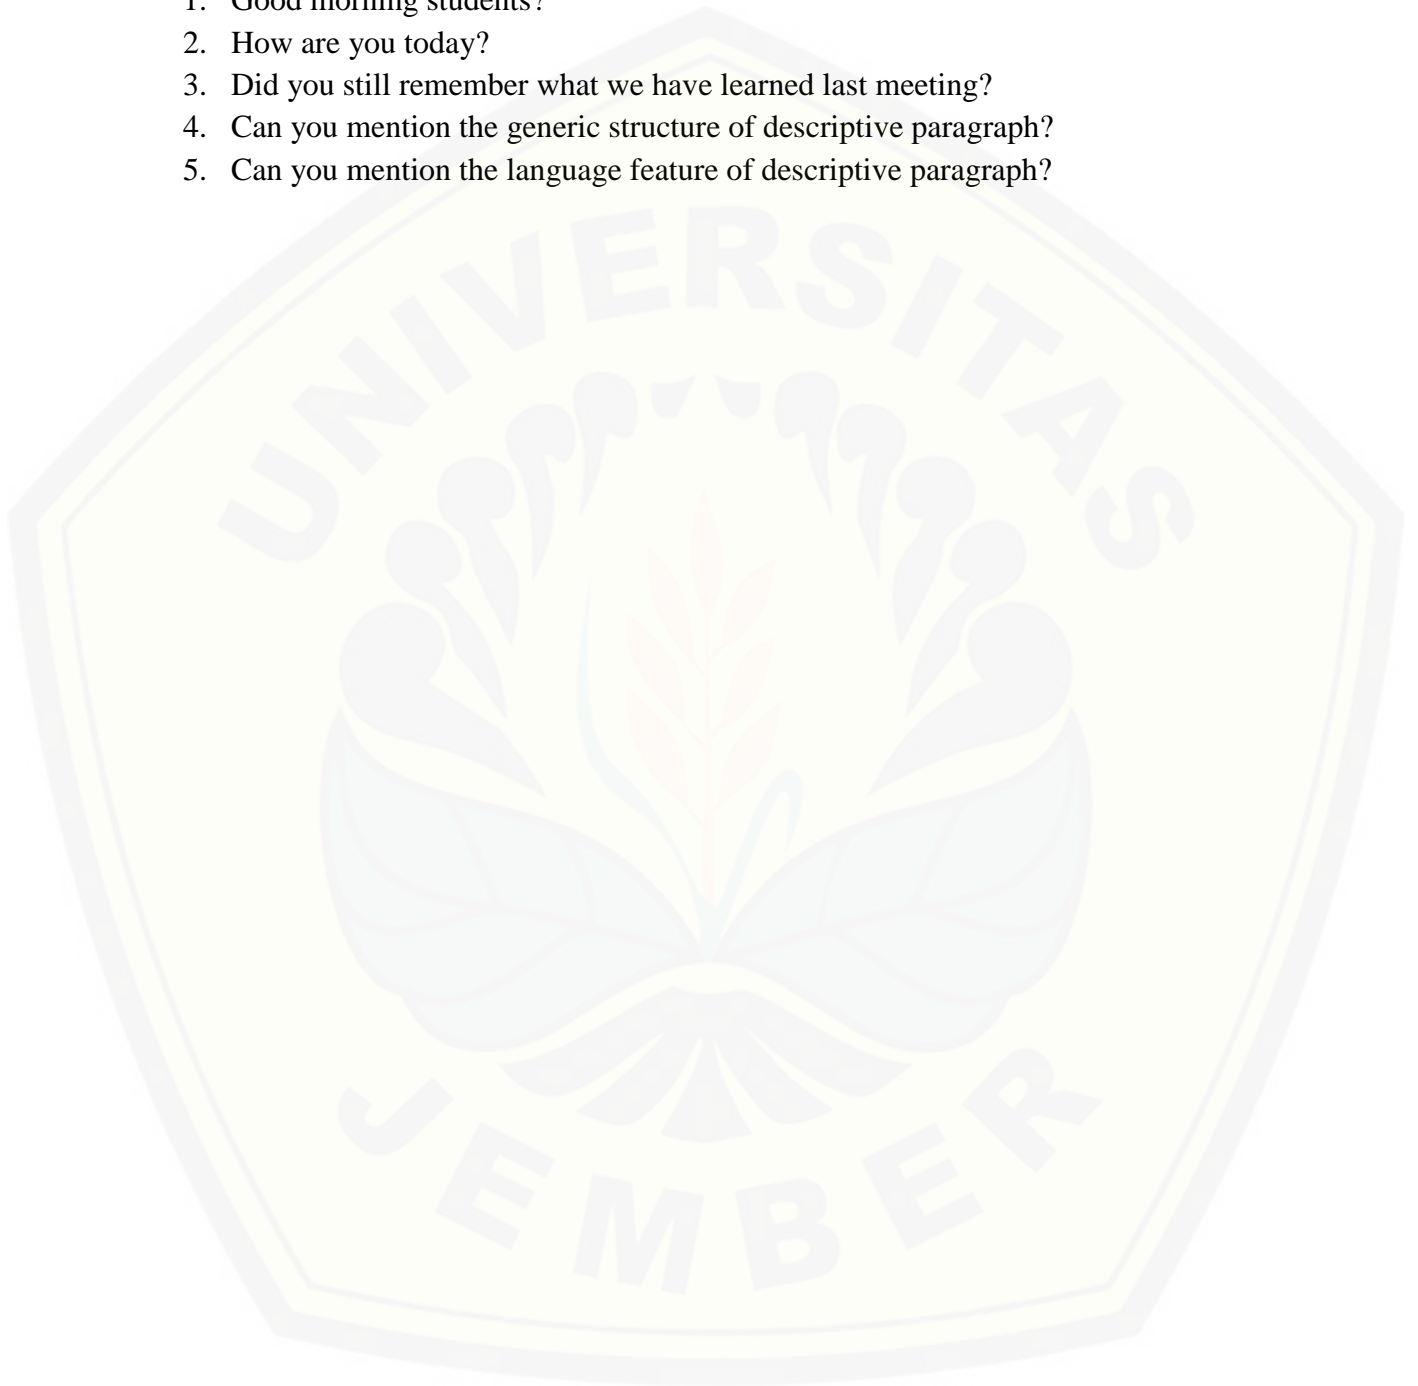 1. Good morning students?
2. How are you today?
3. Did you still remember what we have learned last meeting?
4. Can you mention the generic structure of descriptive paragraph?
5. Can you mention the language feature of descriptive paragraph?
UNIVERSITAS
JEMBER